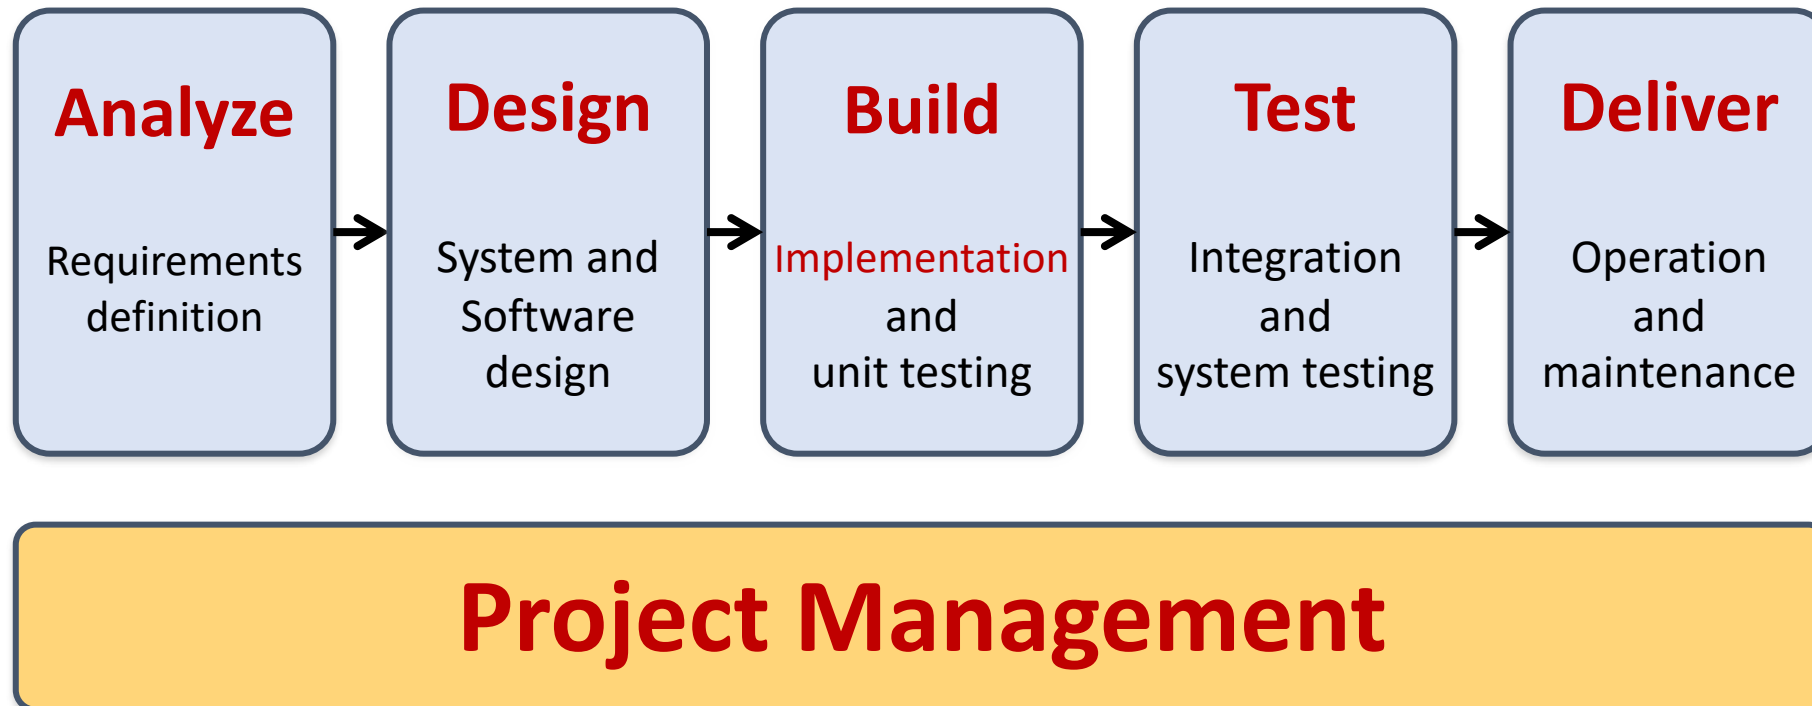 Analyze
Requirements
definition
Design
System and
Software
design
Build
Implementation
and
unit testing
Test
Integration
and
system testing
Deliver
Operation
and
maintenance
Project Management